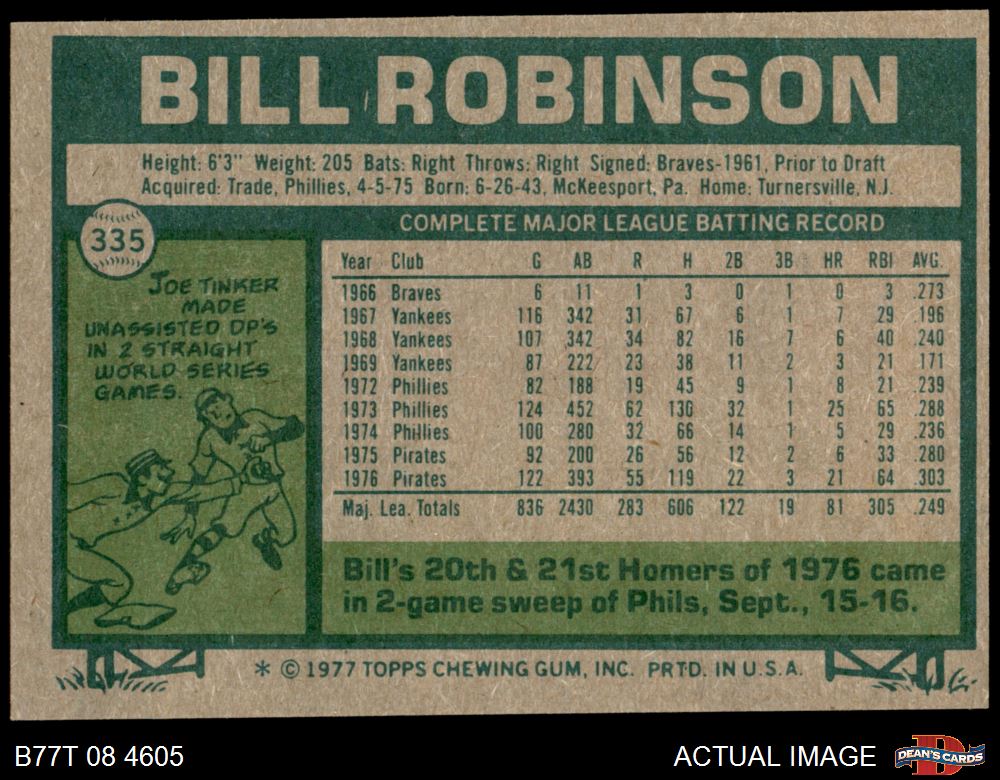 BILL ROBINSON
Height: 6'3" Weight: 205 Bats: Right Throws: Right Signed: Braves-1961, Prior to Draft
Acquired: Trade, Phillies, 4-5-75 Born: 6-26-43, McKeesport, Pa. Home: Turnersville, N.J.
335
JOE TINKER
MADE
UNASSISTED DP'S
IN 2 STRAIGHT
WORLD SERIES
GAMES.
COMPLETE MAJOR LEAGUE BATTING RECORD
Year Club G AB R H 2B 3B HR RBI AVG.
1966 Braves 6 11 1 3 0 1 0 3 .273
1967 Yankees 116 342 31 67 6 1 7 29 .196
1968 Yankees 107 342 34 82 16 7 6 40 .240
1969 Yankees 87 222 23 38 11 2 3 21 .171
1972 Phillies 82 188 19 45 9 1 8 21 .239
1973 Phillies 124 452 62 130 32 1 25 65 .288
1974 Phillies 100 280 32 66 14 1 5 29 .236
1975 Pirates 92 200 26 56 12 2 6 33 .280
1976 Pirates 122 393 55 119 22 3 21 64 .303
Maj. Lea. Totals 836 2430 283 606 122 19 81 305 .249
Bill's 20th & 21st Homers of 1976 came
in 2-game sweep of Phils, Sept., 15-16.
* © 1977 TOPPS CHEWING GUM, INC. PRTD. IN U.S.A.
B77T 08 4605
ACTUAL IMAGE
D
DEAN'S CARDS